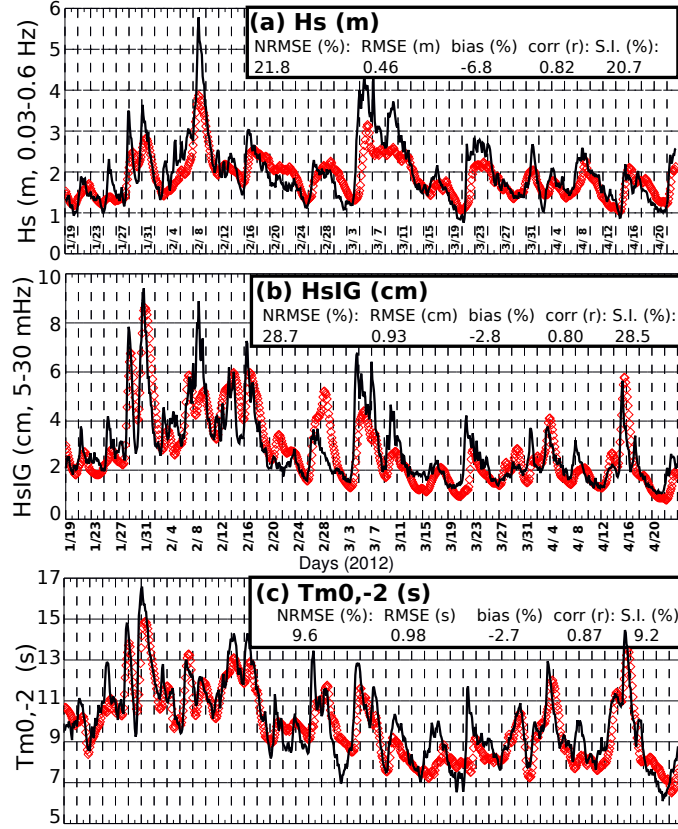 (a) Hs (m)
NRMSE (%): RMSE (m) bias (%) corr (r): S.I. (%):
21.8 0.46 -6.8 0.82 20.7
Hs (m, 0.03-0.6 Hz)
6
5
4
3
2
1
0
1/19 1/23 1/27 1/31 2/ 4 2/ 8 2/12 2/16 2/20 2/24 2/28 3/ 3 3/ 7 3/11 3/15 3/19 3/23 3/27 3/31 4/ 4 4/ 8 4/12 4/16 4/20
(b) HsIG (cm)
NRMSE (%): RMSE (cm) bias (%) corr (r): S.I. (%):
28.7 0.93 -2.8 0.80 28.5
HsIG (cm, 5-30 mHz)
10
8
6
4
2
0
1/19 1/23 1/27 1/31 2/ 4 2/ 8 2/12 2/16 2/20 2/24 2/28 3/ 3 3/ 7 3/11 3/15 3/19 3/23 3/27 3/31 4/ 4 4/ 8 4/12 4/16 4/20
Days (2012)
(c) Tm0,-2 (s)
NRMSE (%): RMSE (s) bias (%) corr (r): S.I. (%):
9.6 0.98 -2.7 0.87 9.2
Tm0,-2 (s)
17
15
13
11
9
7
5